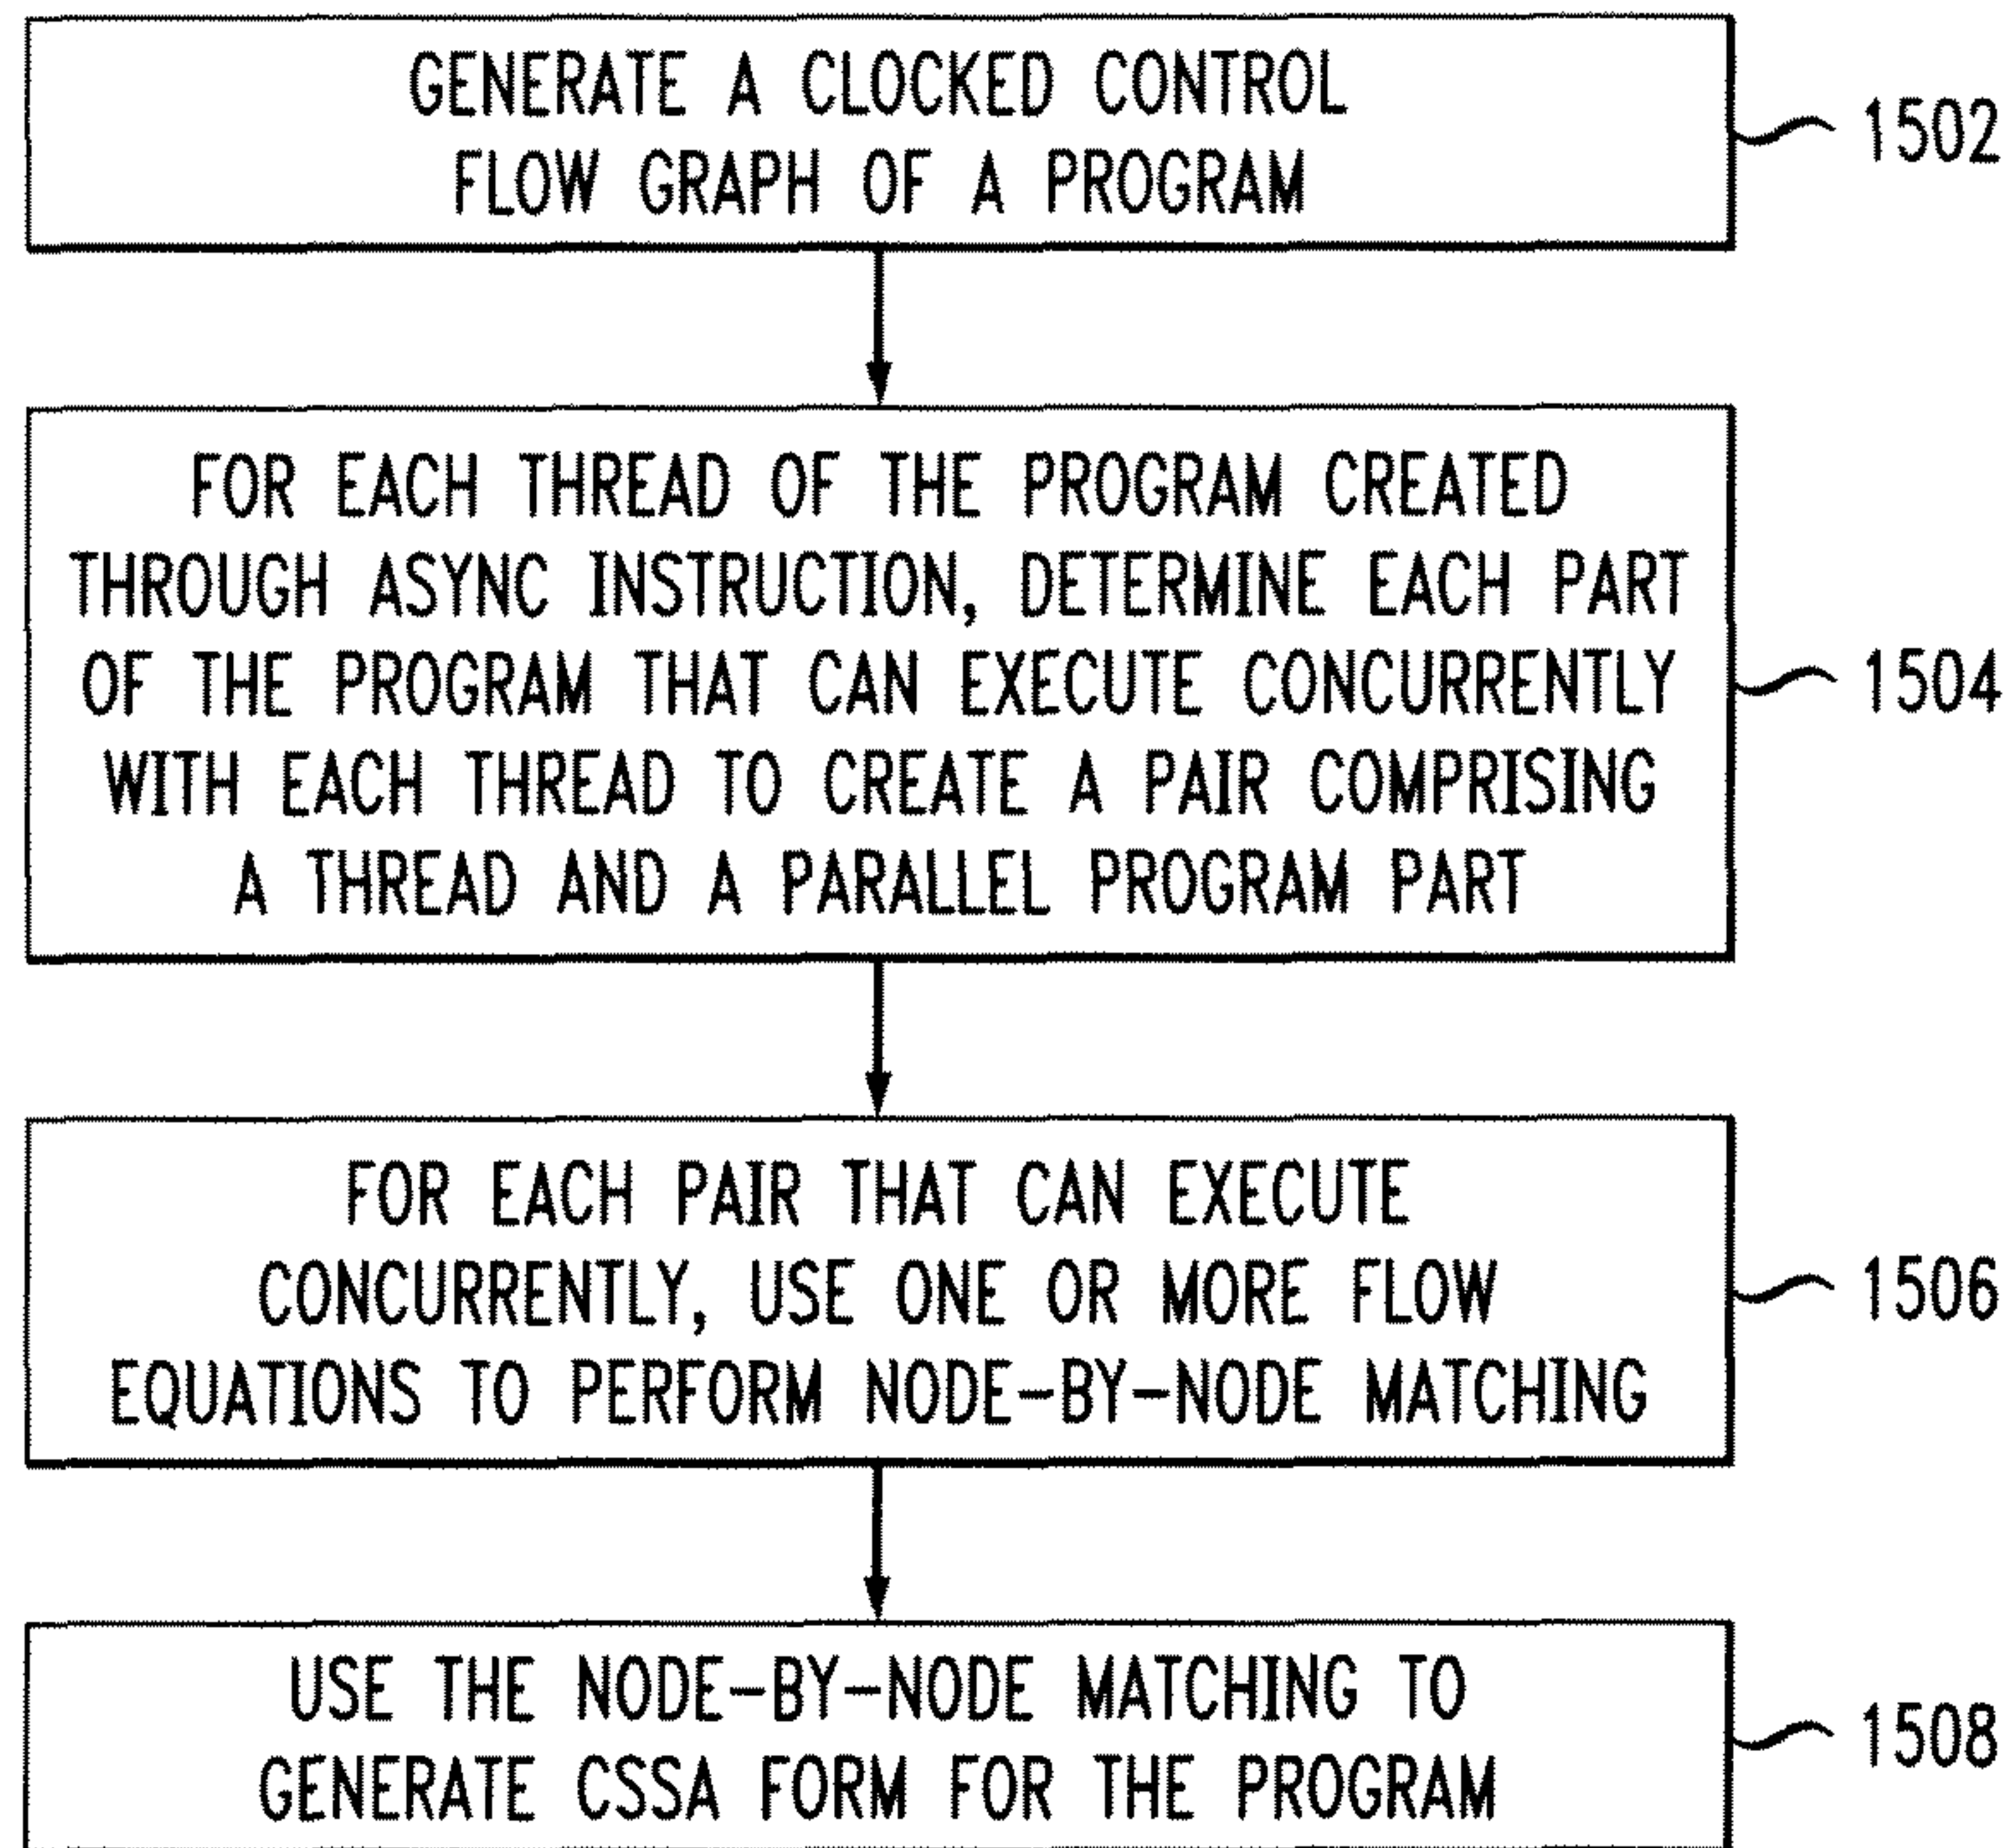 GENERATE A CLOCKED CONTROL
FLOW GRAPH OF A PROGRAM
1502
FOR EACH THREAD OF THE PROGRAM CREATED
THROUGH ASYNC INSTRUCTION, DETERMINE EACH PART
OF THE PROGRAM THAT CAN EXECUTE CONCURRENTLY
WITH EACH THREAD TO CREATE A PAIR COMPRISING
A THREAD AND A PARALLEL PROGRAM PART
1504
FOR EACH PAIR THAT CAN EXECUTE
CONCURRENTLY, USE ONE OR MORE FLOW
EQUATIONS TO PERFORM NODE-BY-NODE MATCHING
1506
USE THE NODE-BY-NODE MATCHING TO
GENERATE CSSA FORM FOR THE PROGRAM
1508